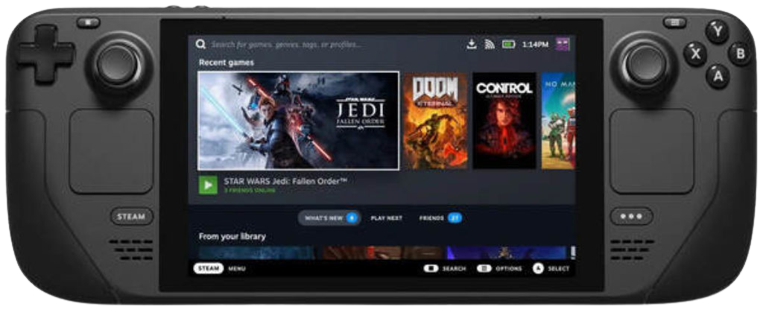 Search for games, genres, tags, or profiles...
1:14PM
Recent games
STAR WARS
JEDI
FALLEN ORDER
DOOM
ETERNAL
CONTROL
ULTIMATE EDITION
NO MAN
STAR WARS Jedi: Fallen Order™
3 FRIENDS ONLINE
WHAT'S NEW 6 PLAY NEXT FRIENDS 27
From your library
STEAM MENU SEARCH OPTIONS A SELECT
STEAM
Y
X B
A